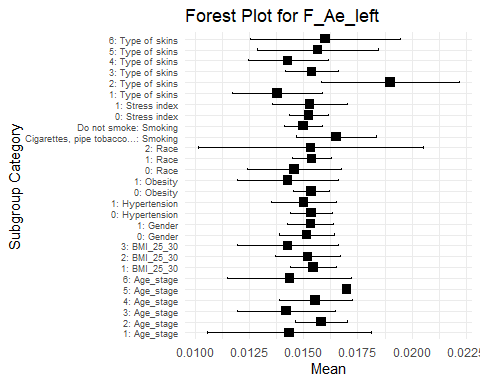 Forest Plot for F_Ae_left
Subgroup Category
6: Type of skins
5: Type of skins
4: Type of skins
3: Type of skins
2: Type of skins
1: Type of skins
1: Stress index
0: Stress index
Do not smoke: Smoking
Cigarettes, pipe tobacco...: Smoking
2: Race
1: Race
0: Race
1: Obesity
0: Obesity
1: Hypertension
0: Hypertension
1: Gender
0: Gender
3: BMI_25_30
2: BMI_25_30
1: BMI_25_30
6: Age_stage
5: Age_stage
4: Age_stage
3: Age_stage
2: Age_stage
1: Age_stage
0.0100 0.0125 0.0150 0.0175 0.0200 0.0225
Mean